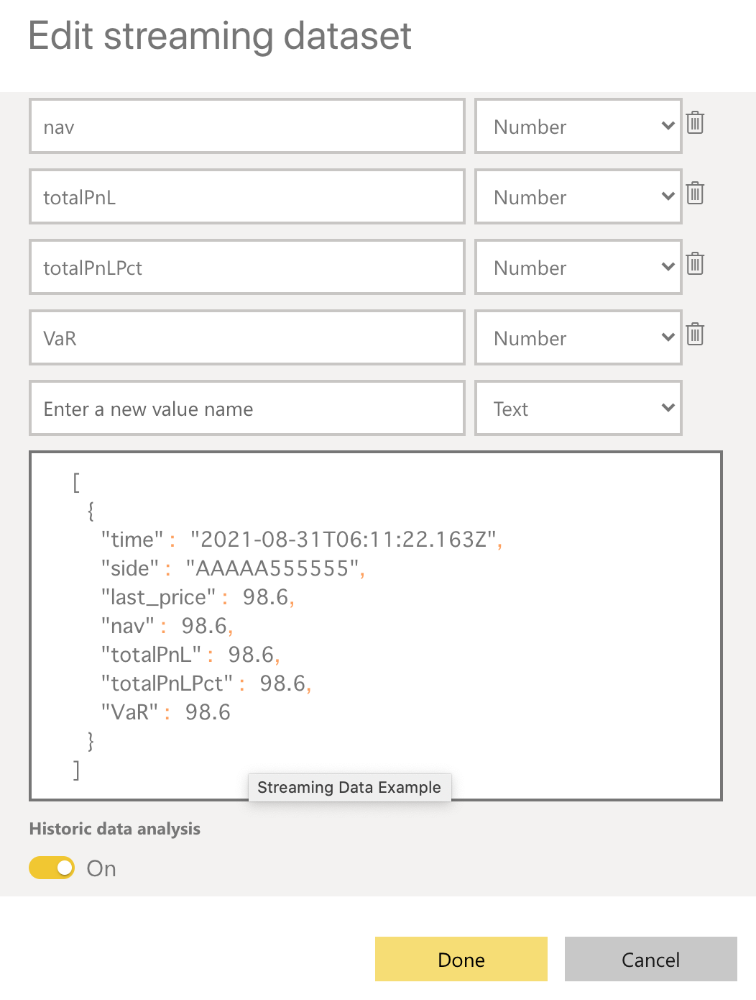 Edit streaming dataset
nav Number
totalPnL Number
totalPnLPct Number
VaR Number
Enter a new value name Text
[
{
"time" : "2021-08-31T06:11:22.163Z",
"side" : "AAAAA555555",
"last_price" : 98.6,
"nav" : 98.6,
"totalPnL" : 98.6,
"totalPnLPct" : 98.6,
"VaR" : 98.6
}
]
Streaming Data Example
Historic data analysis
On
Done Cancel